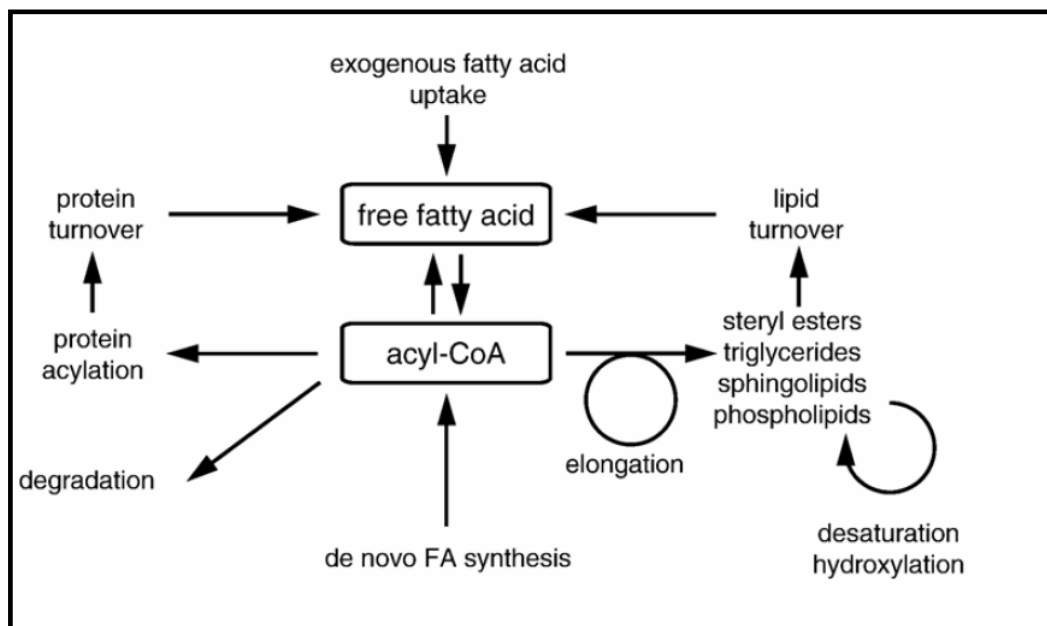 exogenous fatty acid
uptake
protein
turnover
free fatty acid
lipid
turnover
protein
acylation
acyl-CoA
steryl esters
triglycerides
sphingolipids
phospholipids
elongation
degradation
de novo FA synthesis
desaturation
hydroxylation